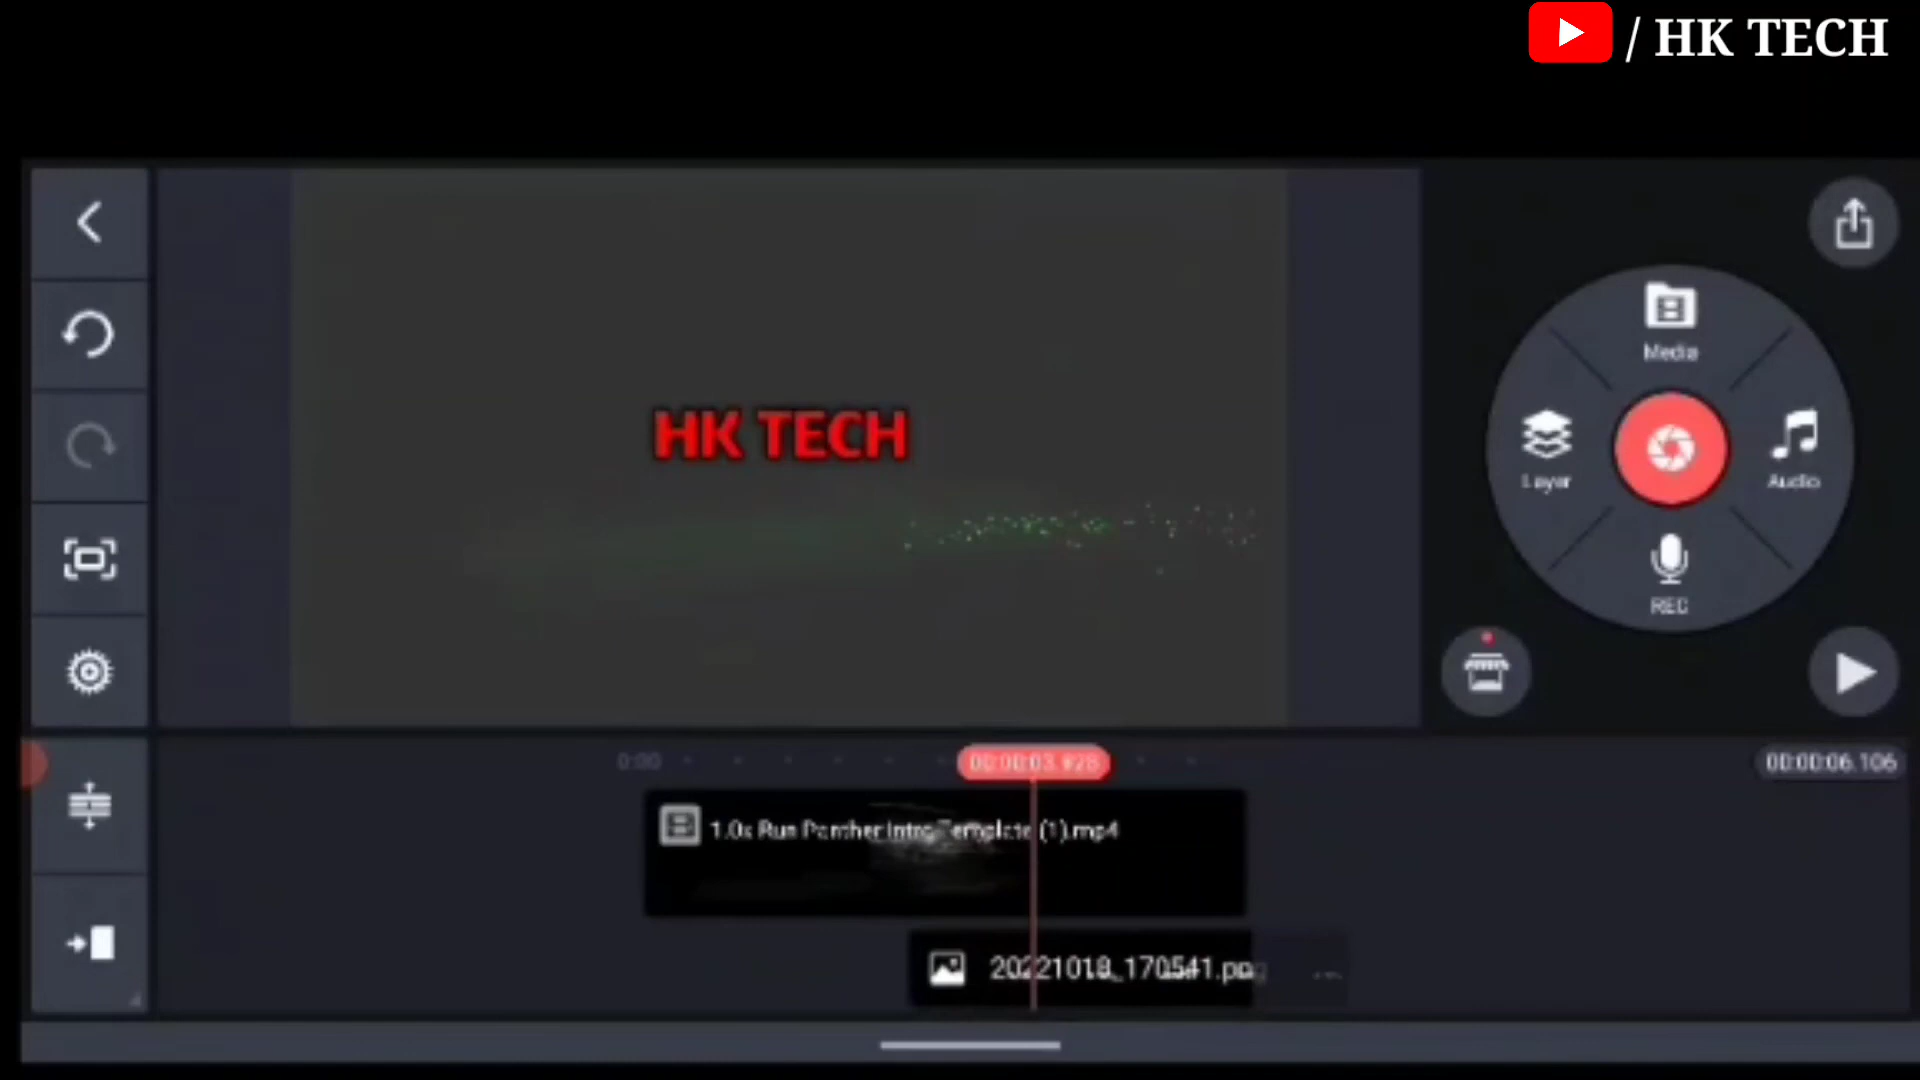 / HK TECH
Media
HK TECH
Layer
Audio
REC
0:00
00:00:03.928
00:00:06.106
1.0x Run Panther Intro Template (1).mp4
20221018_170541.png